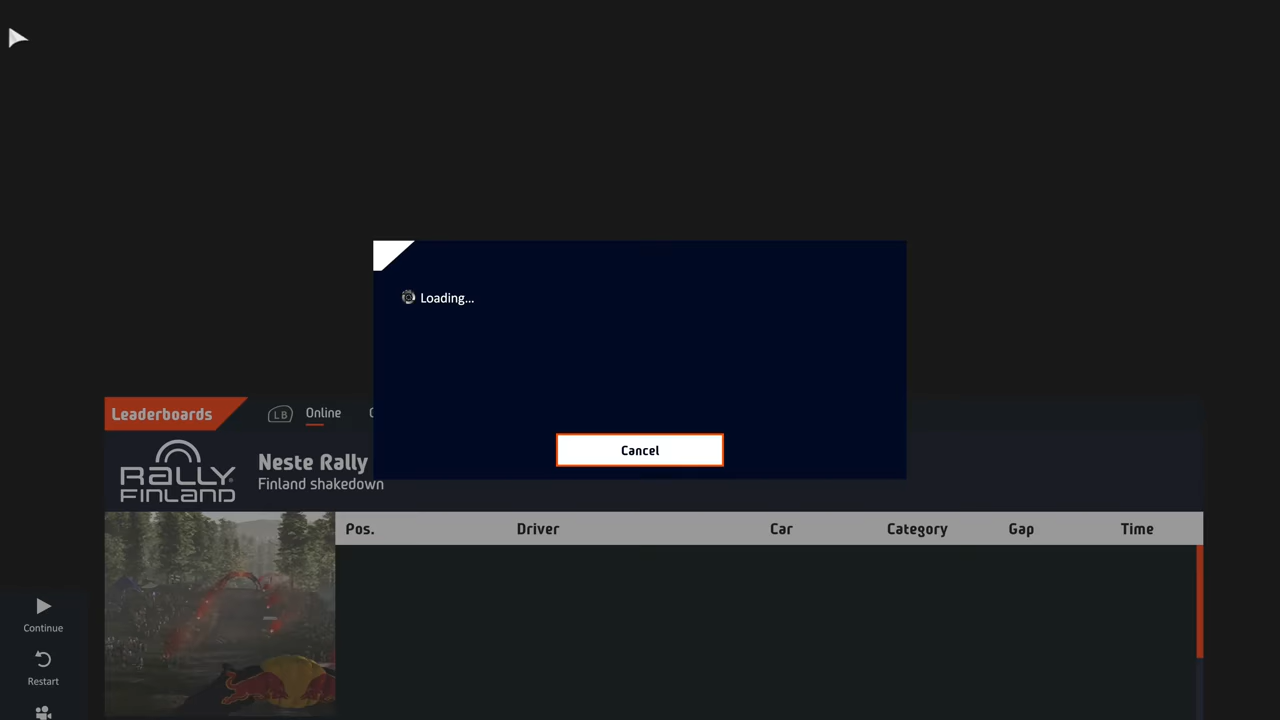 Loading...
Cancel
Leaderboards
LB
Online
RALLY
FINLAND
Neste Rally
Finland shakedown
Pos.
Driver
Car
Category
Gap
Time
Continue
Restart